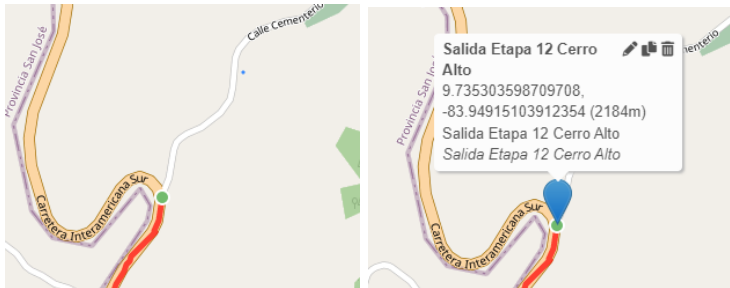 Calle Cementerio
Provincia San José
Carretera Interamericana Sur
Salida Etapa 12 Cerro
Alto
9.735303598709708,
-83.94915103912354 (2184m)
Salida Etapa 12 Cerro Alto
Salida Etapa 12 Cerro Alto
nenterio
Provincia San José
Carretera Interamericana Sur